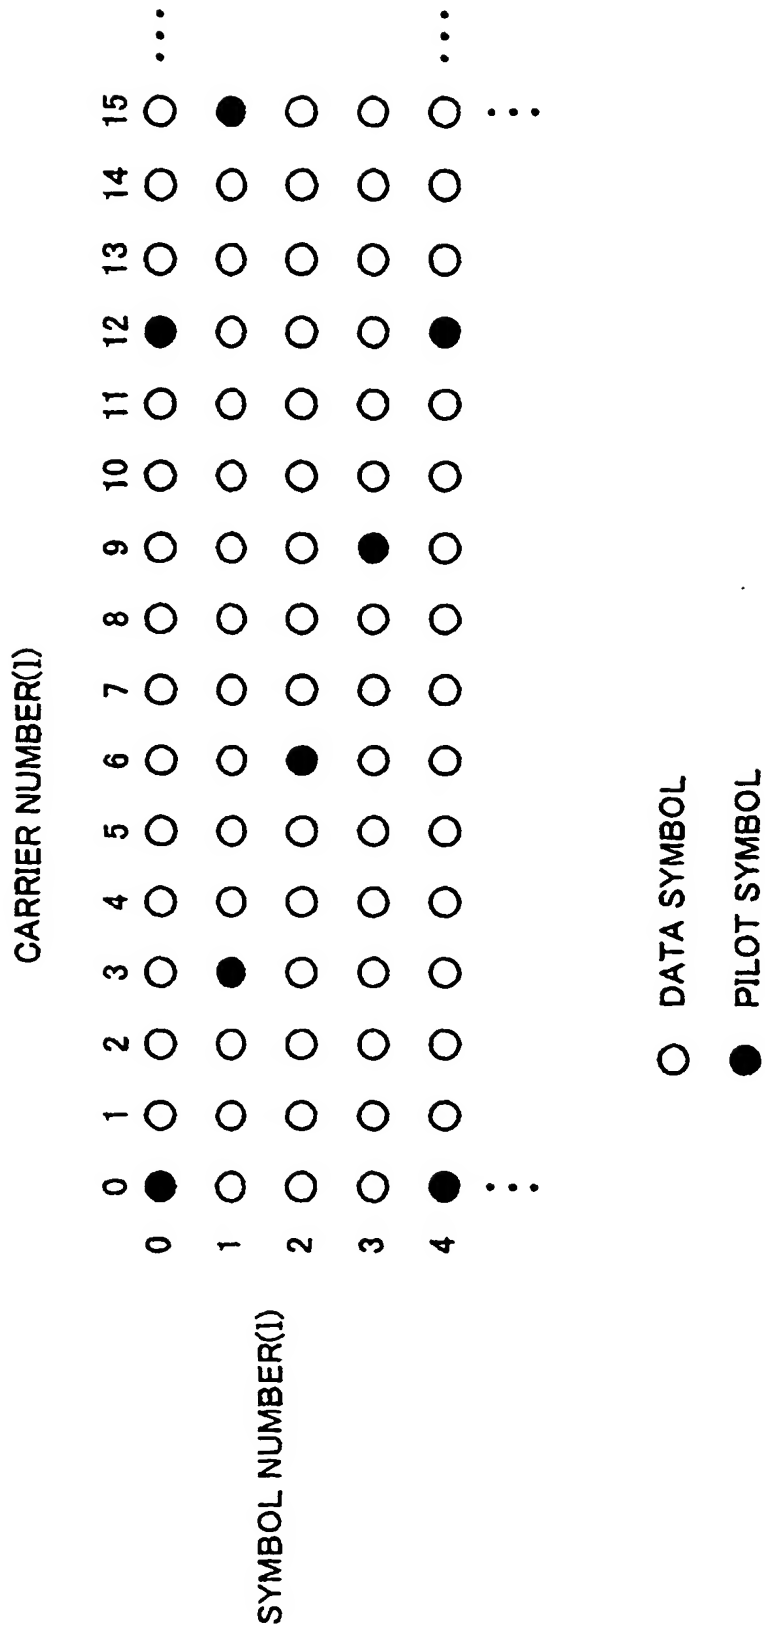 CARRIER NUMBER(l)
0 1 2 3 4 5 6 7 8 9 10 11 12 13 14 15
SYMBOL NUMBER(l)
0
1
2
3
4
DATA SYMBOL
PILOT SYMBOL